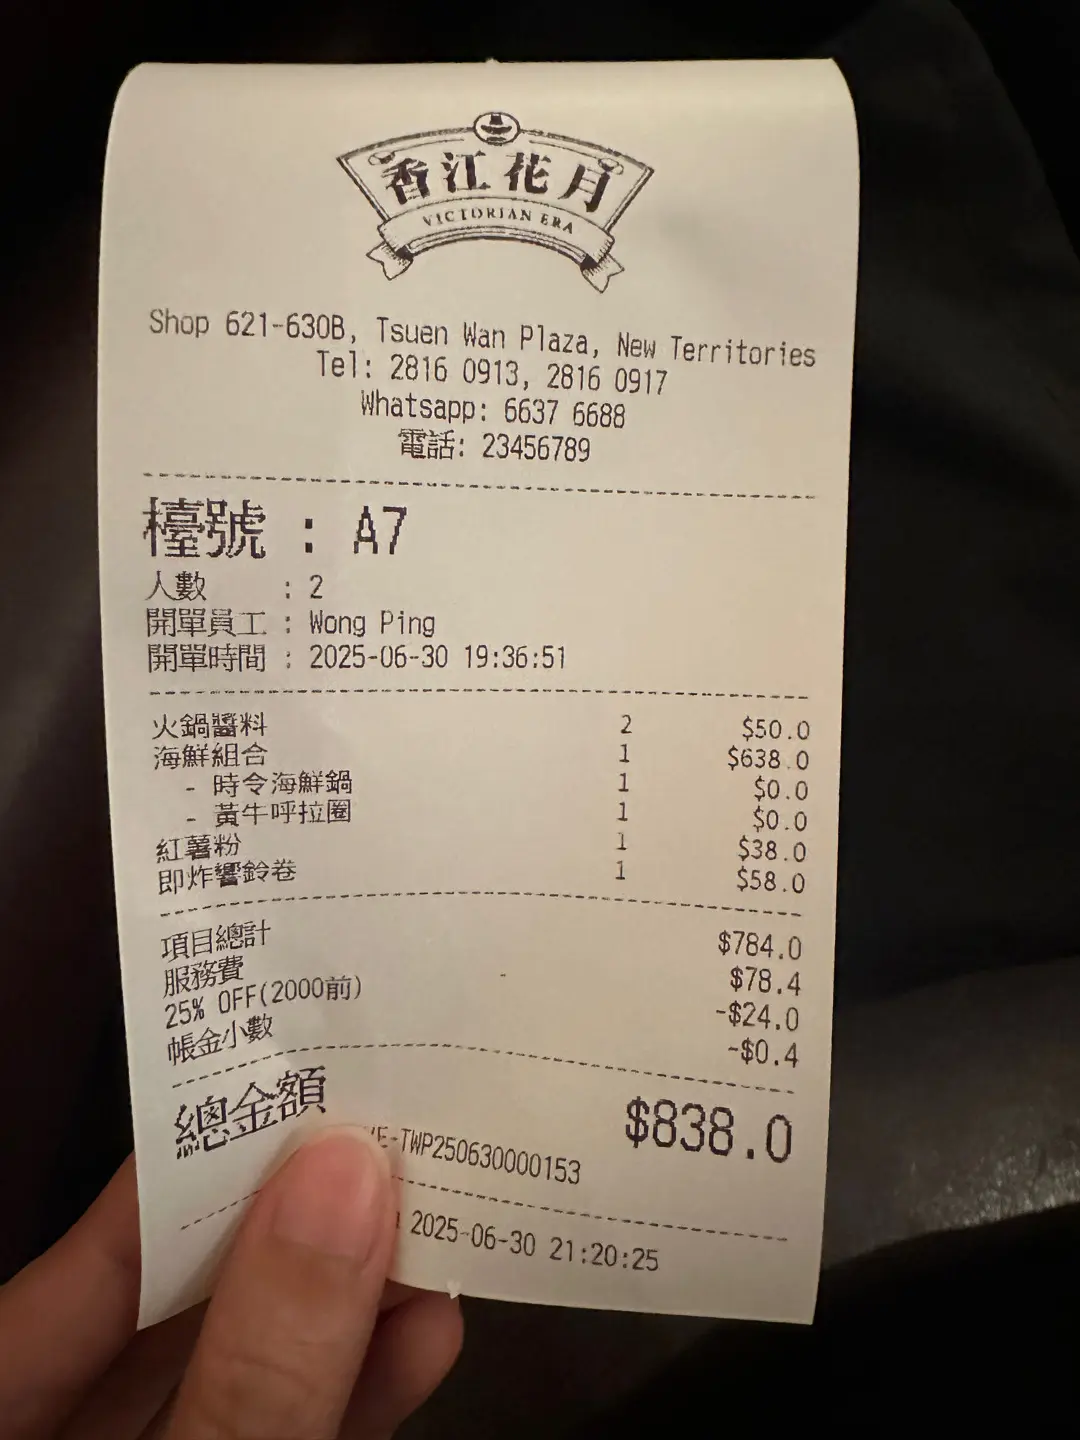 香江花月
VICTORIAN ERA
Shop 621-630B, Tsuen Wan Plaza, New Territories
Tel: 2816 0913, 2816 0917
Whatsapp: 6637 6688
電話: 23456789
檯號 : A7
人數 : 2
開單員工 : Wong Ping
開單時間 : 2025-06-30 19:36:51
火鍋醬料 2 $50.0
海鮮組合 1 $638.0
- 時令海鮮鍋 1 $0.0
- 黃牛呼拉圈 1 $0.0
紅薯粉 1 $38.0
即炸響鈴卷 1 $58.0
項目總計 $784.0
服務費 $78.4
25% OFF(2000前) -$24.0
帳金小數 -$0.4
總金額 $838.0
-TWP250630000153
2025-06-30 21:20:25